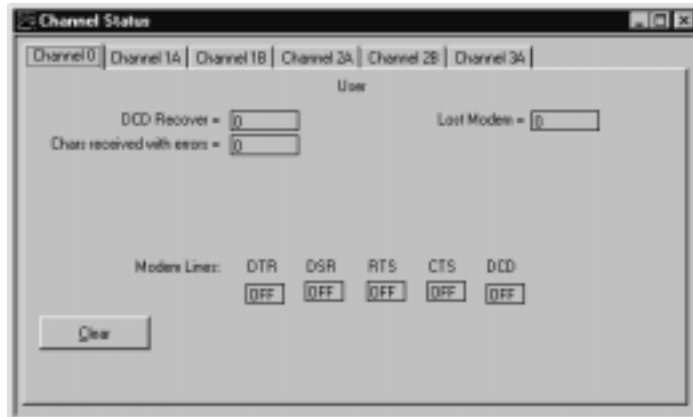 Channel Status
Channel 0 Channel 1A Channel 1B Channel 2A Channel 2B Channel 3A
User
DCD Recover = 0 Lost Modem = 0
Chars received with errors = 0
Modem Lines: DTR DSR RTS CTS DCD
OFF OFF OFF OFF OFF
Clear